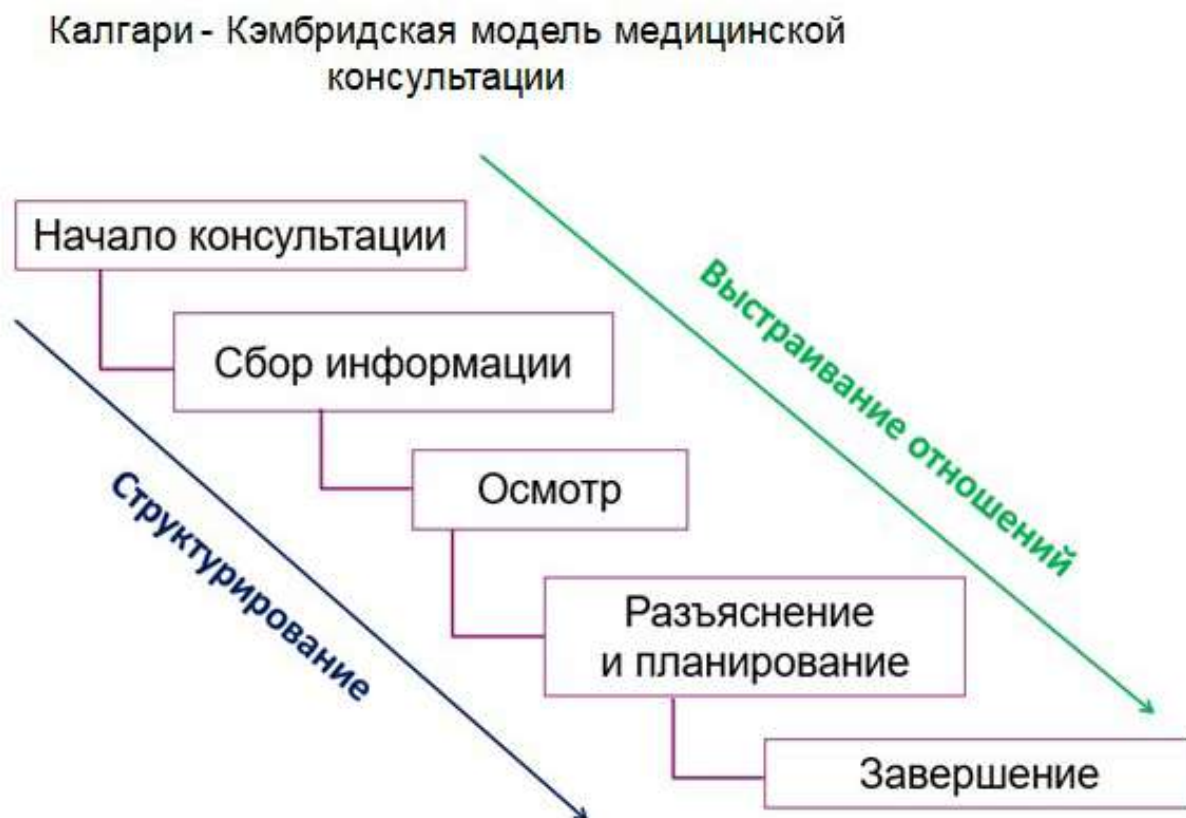 Калгари - Кэмбридская модель медицинской
консультации
Начало консультации
Выстраивание отношений
Сбор информации
Структурирование
Осмотр
Разъяснение
и планирование
Завершение